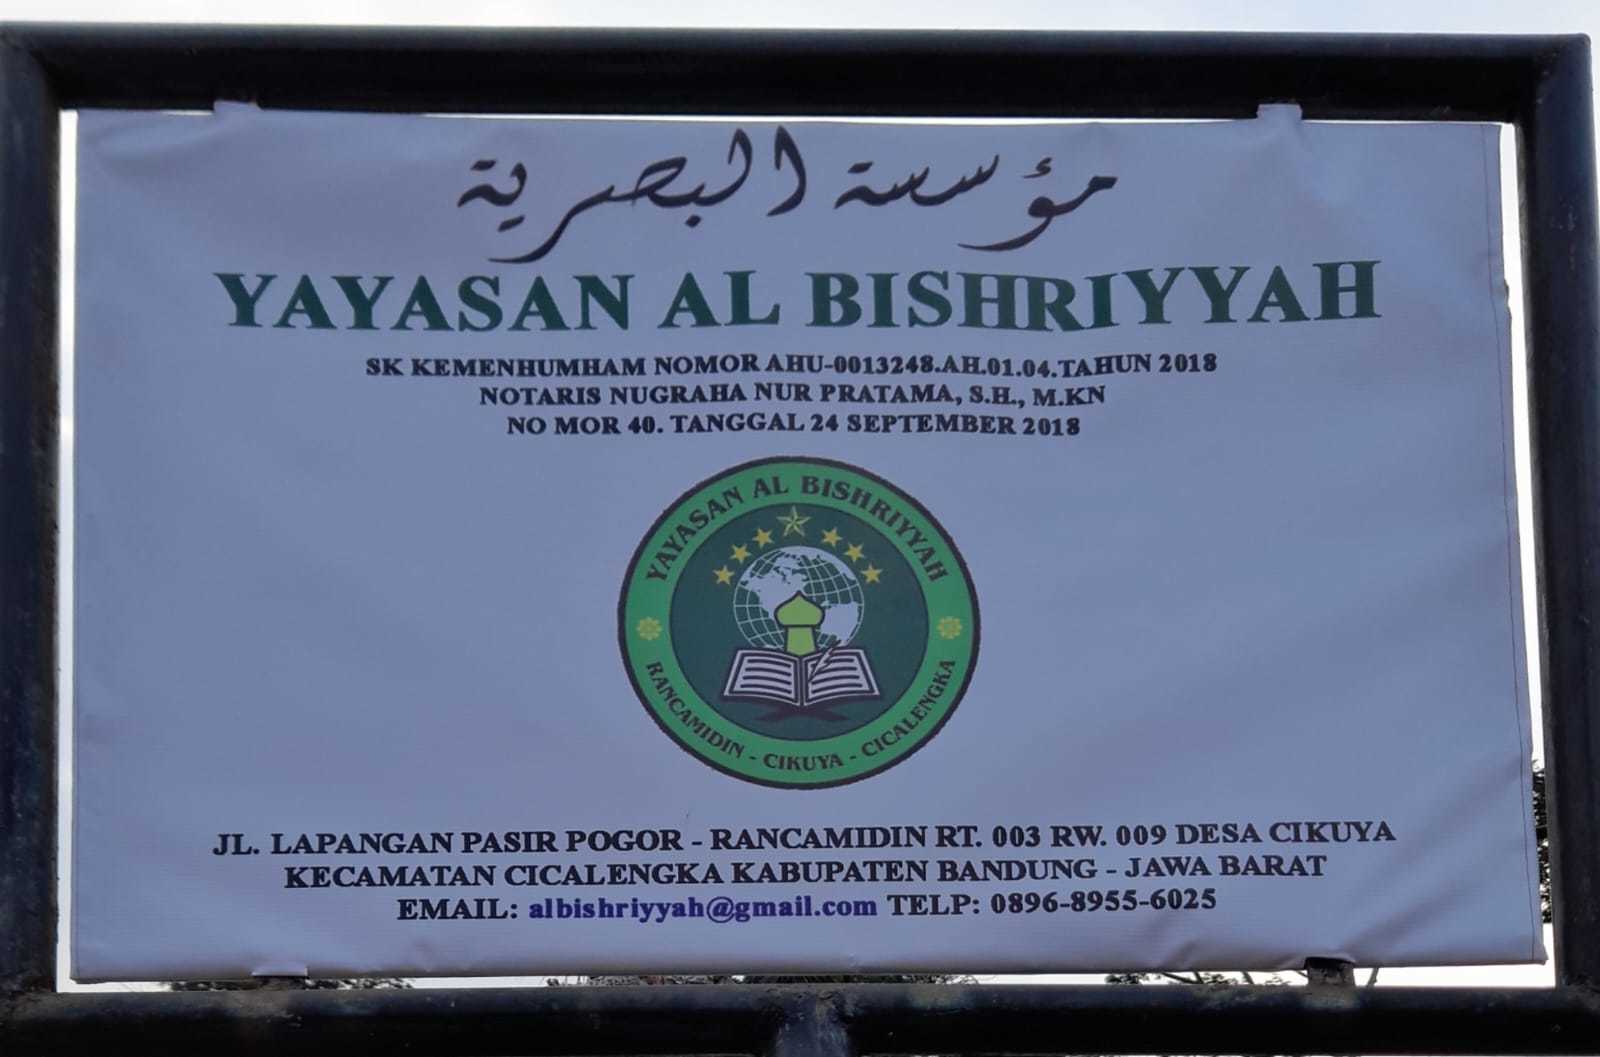 مؤسسة البصرية
YAYASAN AL BISHRIYYAH
SK KEMENHUMHAM NOMOR AHU-0013248.AH.01.04.TAHUN 2018
NOTARIS NUGRAHA NUR PRATAMA, S.H., M.KN
NO MOR 40. TANGGAL 24 SEPTEMBER 2018
YAYASAN AL BISHRIYYAH
RANCAMIDIN - CIKUYA - CICALENGKA
JL. LAPANGAN PASIR POGOR - RANCAMIDIN RT. 003 RW. 009 DESA CIKUYA
KECAMATAN CICALENGKA KABUPATEN BANDUNG - JAWA BARAT
EMAIL: albishriyyah@gmail.com TELP: 0896-8955-6025